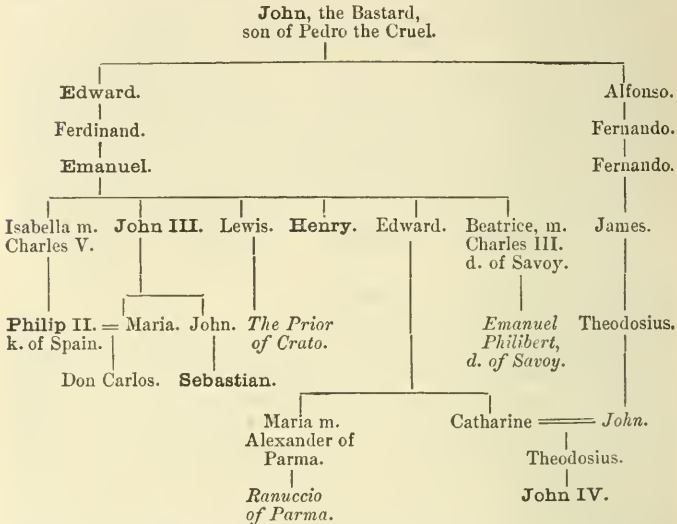 John, the Bastard,
son of Pedro the Cruel.
Edward. Alfonso.
Ferdinand. Fernando.
Emanuel. Fernando.
Isabella m. John III. Lewis. Henry. Edward. Beatrice, m. James.
Charles V. Charles III.
d. of Savoy.
Philip II. = Maria. John. The Prior Emanuel Theodosius.
k. of Spain. of Crato. Philibert,
Don Carlos. Sebastian. d. of Savoy.
Maria m. Catharine = John.
Alexander of
Parma. Theodosius.
Ranuccio John IV.
of Parma.